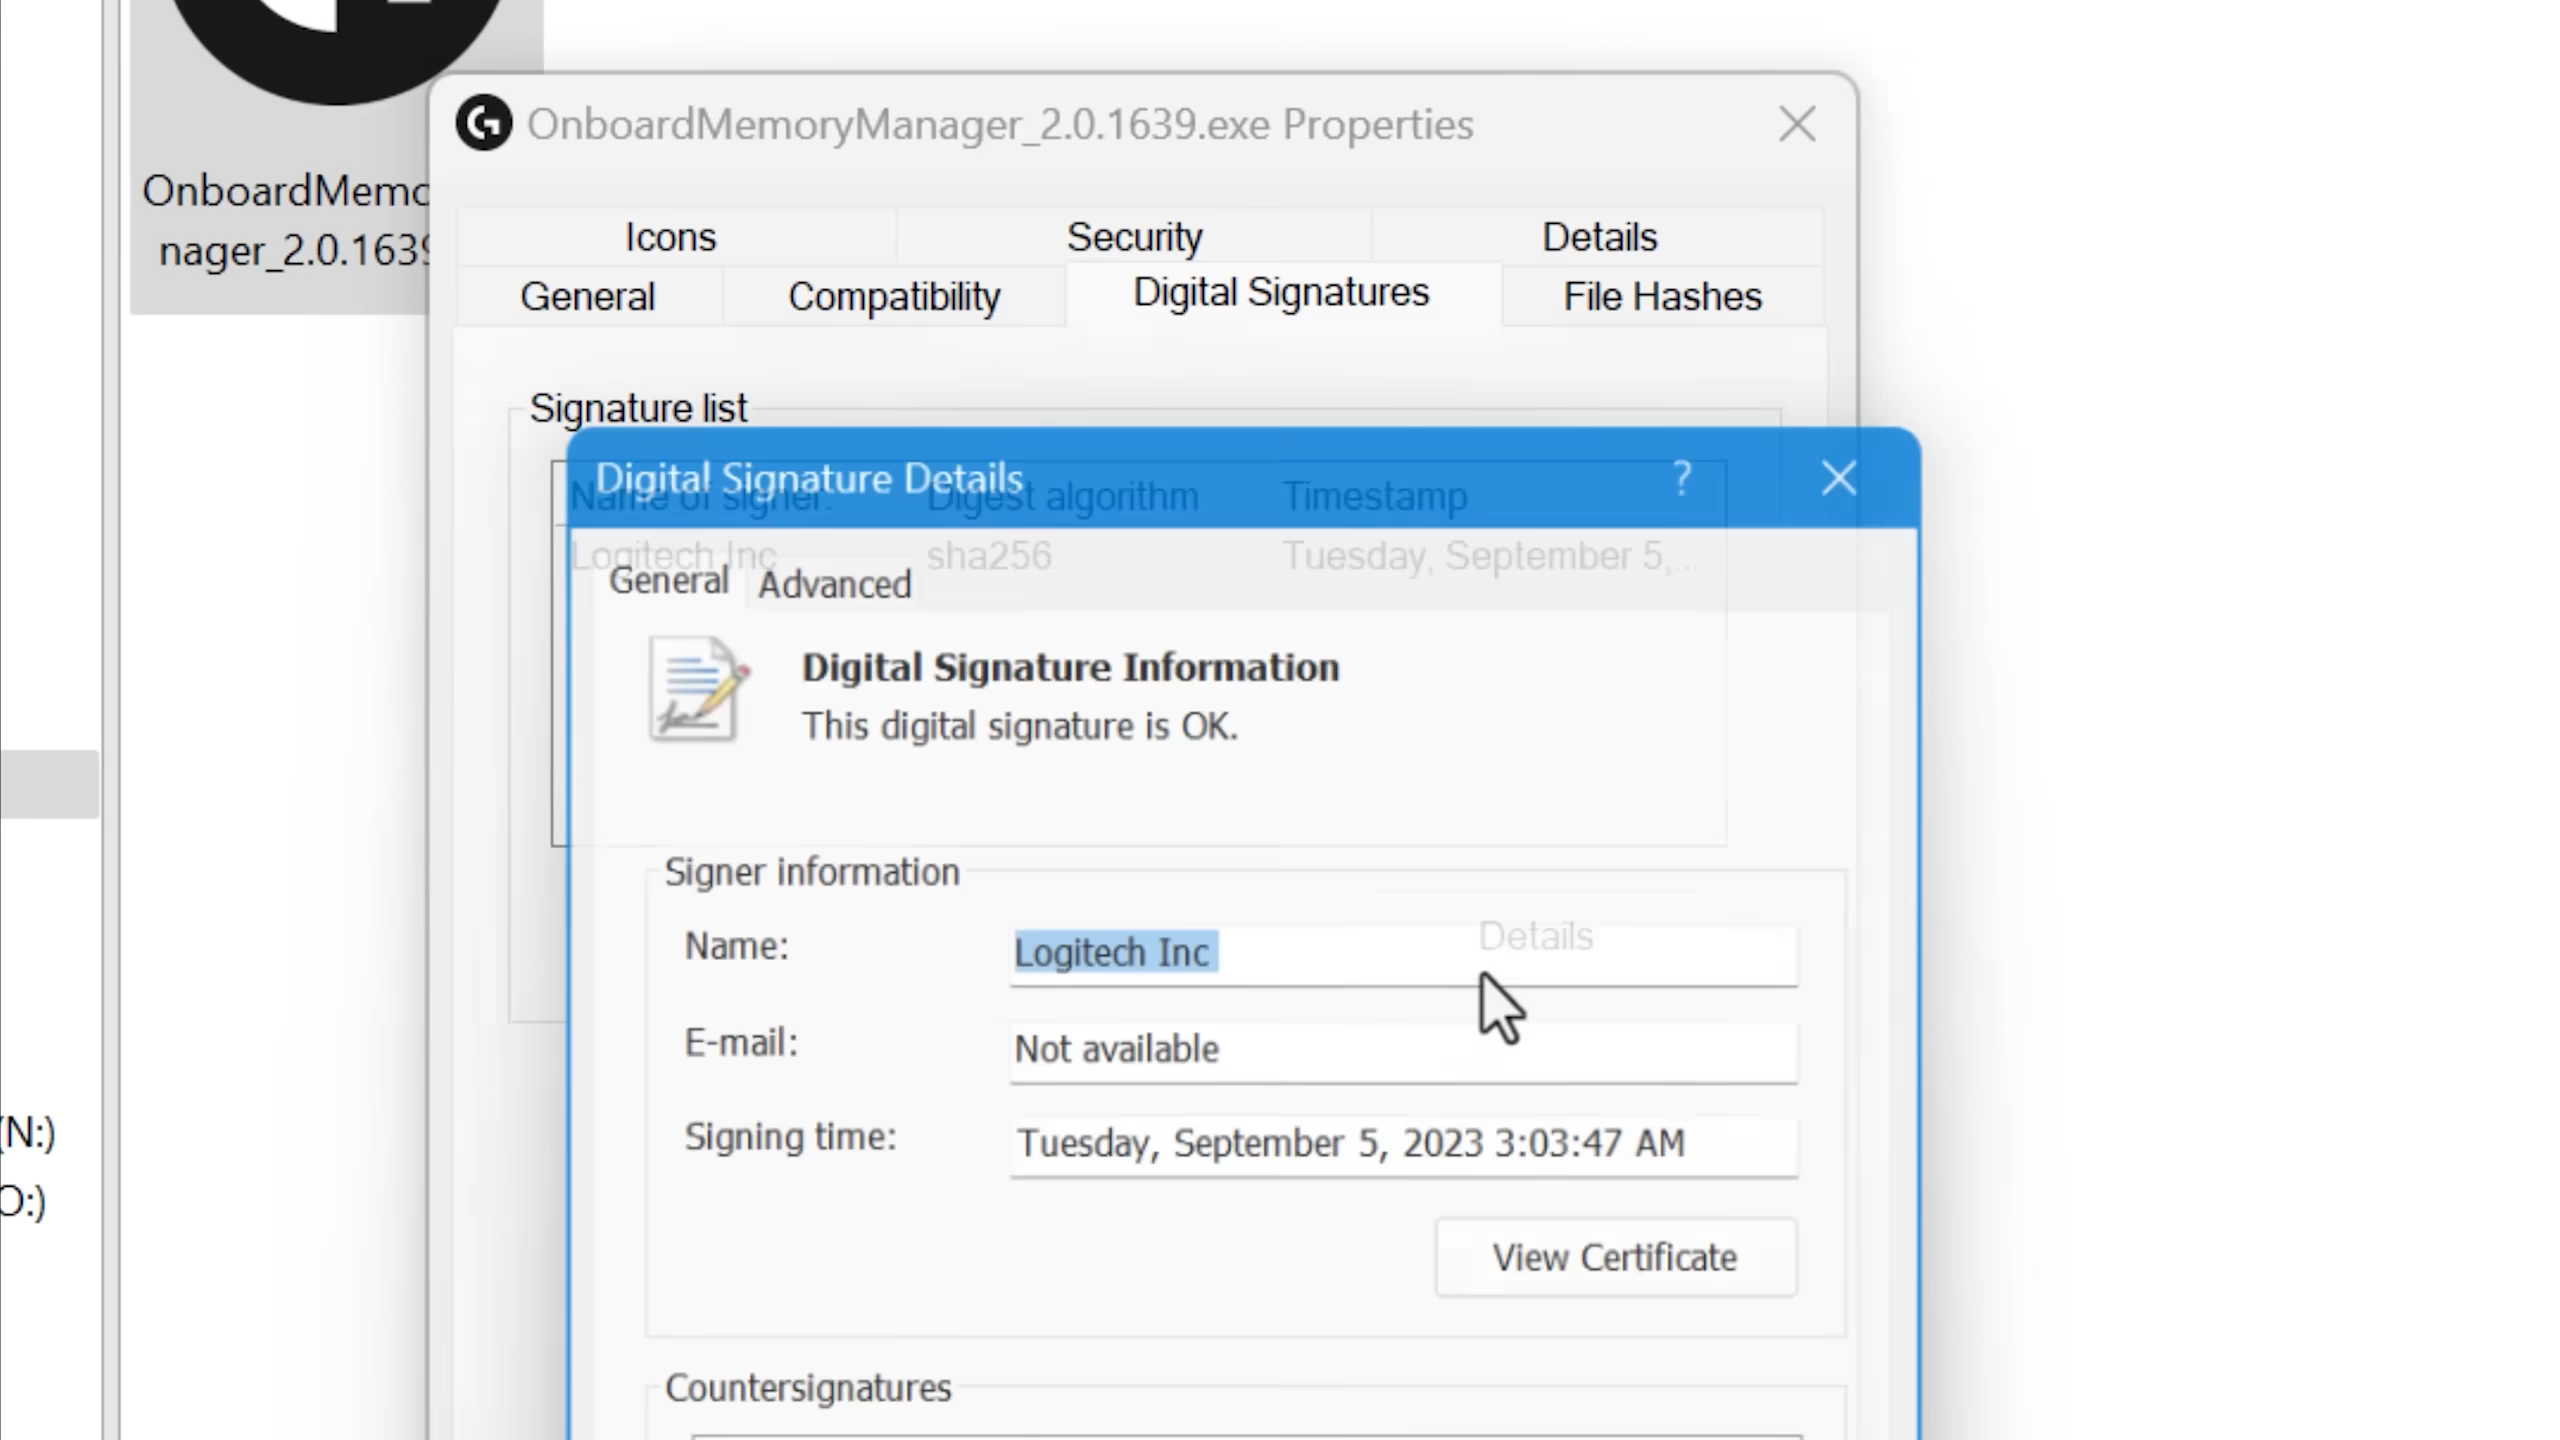 OnboardMemo
nager_2.0.1639
OnboardMemoryManager_2.0.1639.exe Properties
Icons Security Details
General Compatibility Digital Signatures File Hashes
Signature list
Digital Signature Details ?
Name of signer: Digest algorithm Timestamp
Logitech Inc sha256 Tuesday, September 5,...
General Advanced
Digital Signature Information
This digital signature is OK.
Signer information
Details
Name: Logitech Inc
E-mail: Not available
Signing time: Tuesday, September 5, 2023 3:03:47 AM
View Certificate
Countersignatures
(N:)
O:)